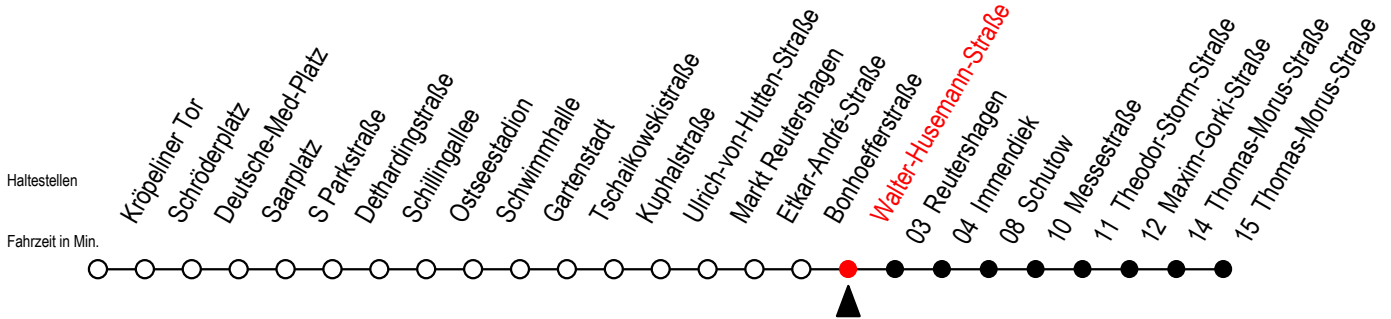 Haltestellen
Fahrzeit in Min.
Kröpeliner Tor
Schröderplatz
Deutsche-Med-Platz
Saarplatz
S Parkstraße
Dethardingstraße
Schillingallee
Ostseestadion
Schwimmhalle
Gartenstadt
Tschaikowskistraße
Kuphalstraße
Ulrich-von-Hutten-Straße
Markt Reutershagen
Etkar-André-Straße
Bonhoefferstraße
Walter-Husemann-Straße
03 Reutershagen
04 Immendiek
08 Schutow
10 Messestraße
11 Theodor-Storm-Straße
12 Maxim-Gorki-Straße
14 Thomas-Morus-Straße
15 Thomas-Morus-Straße